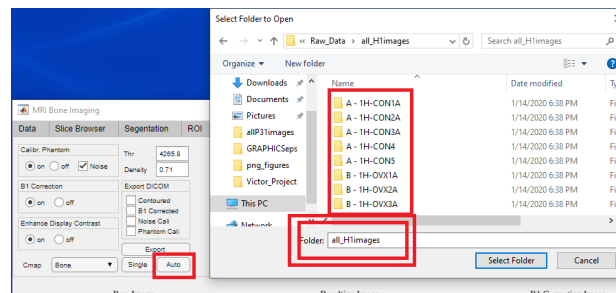 Select Folder to Open
« Raw_Data > all_H1images
Search all_H1images
Organize
New folder
Downloads
Documents
Pictures
allP31images
GRAPHICSeps
png_figures
Victor_Project
This PC
Network
Name
Date modified
A - 1H-CON1A
1/14/2020 6:38 PM
A - 1H-CON2A
1/14/2020 6:38 PM
A - 1H-CON3A
1/14/2020 6:38 PM
A - 1H-CON4
1/14/2020 6:38 PM
A - 1H-CON5
1/14/2020 6:38 PM
B - 1H-OVX1A
1/14/2020 6:38 PM
B - 1H-OVX2A
1/14/2020 6:38 PM
B - 1H-OVX3A
1/14/2020 6:38 PM
Folder: all_H1images
Select Folder
Cancel
MRI Bone Imaging
Data
Slice Browser
Segentation
ROI
Calibr. Phantom
on off Noise
Thr 4265.8
Density 0.71
B1 Correction
on off
Export DICOM
Contoured
B1 Corrected
Noise Cali
Phantom Cali
Enhance Display Contrast
on off
Export
Cmap Bone
Single
Auto